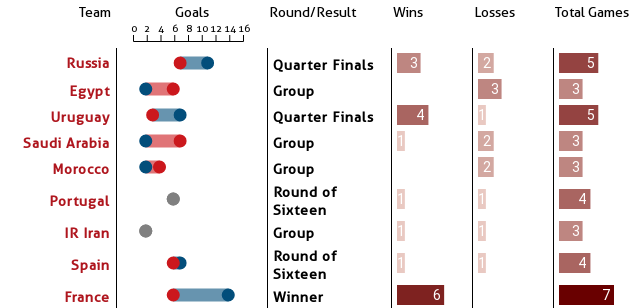 Team Goals Round/Result Wins Losses Total Games
0 2 4 6 8 10 12 14 16
Russia Quarter Finals 3 2 5
Egypt Group 3 3
Uruguay Quarter Finals 4 1 5
Saudi Arabia Group 1 2 3
Morocco Group 2 3
Portugal Round of Sixteen 1 1 4
IR Iran Group 1 1 3
Spain Round of Sixteen 1 1 4
France Winner 6 7